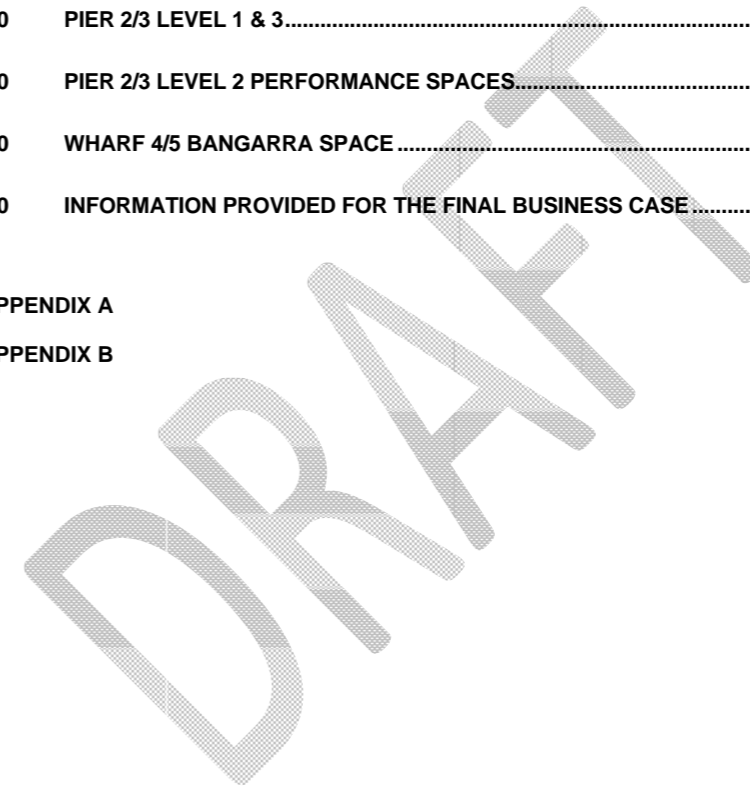 0 PIER 2/3 LEVEL 1 & 3..........................................................................................
0 PIER 2/3 LEVEL 2 PERFORMANCE SPACES.............................................
0 WHARF 4/5 BANGARRA SPACE ....................................................................
0 INFORMATION PROVIDED FOR THE FINAL BUSINESS CASE ...........
PPENDIX A
PPENDIX B
DRAFT